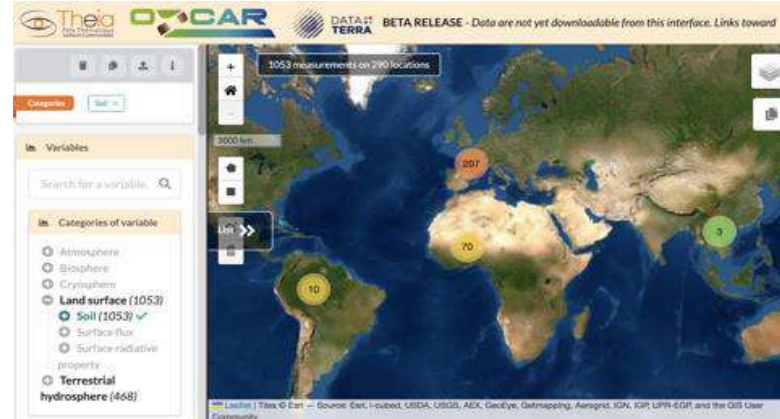 Theia
OZCAR
DATA
TERRA
BETA RELEASE - Data are not yet downloadable from this interface. Links toward
1053 measurements on 290 locations
Categories
Soil ×
3000 km
Variables
Search for a variable.
Categories of variable
Atmosphere
Biosphere
Cryosphere
Land surface (1053)
Soil (1053)
Surface flux
Surface radiative
property
Terrestrial
hydrosphere (468)
List
207
70
3
10
Leaflet | Tiles © Esri — Source: Esri, i-cubed, USDA, USGS, AEX, GeoEye, Getmapping, Aerogrid, IGN, IGP, UPR-EGP, and the GIS User
Community